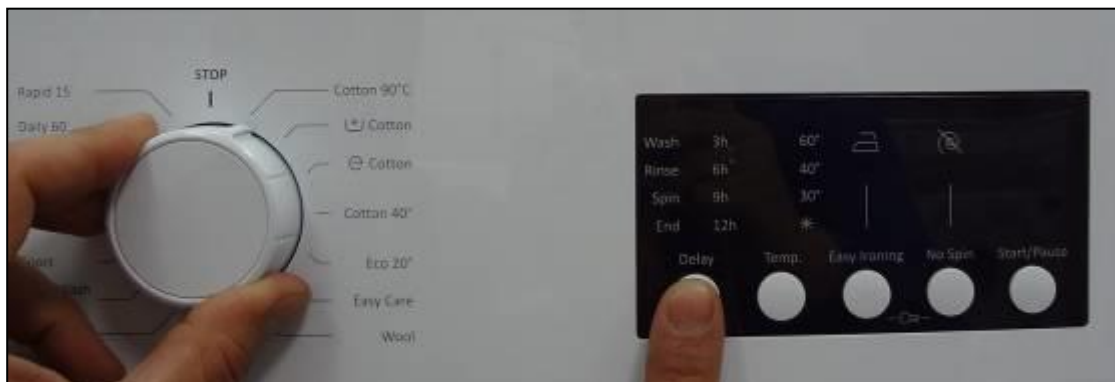 STOP
Rapid 15
Daily 60
Cotton 90°C
Cotton
Cotton
Cotton 40°
Eco 20°
Easy Care
Wool
Wash 3h 60°
Rinse 6h 40°
Spin 9h 30°
End 12h
Delay Temp. Easy Ironing No Spin Start/Pause